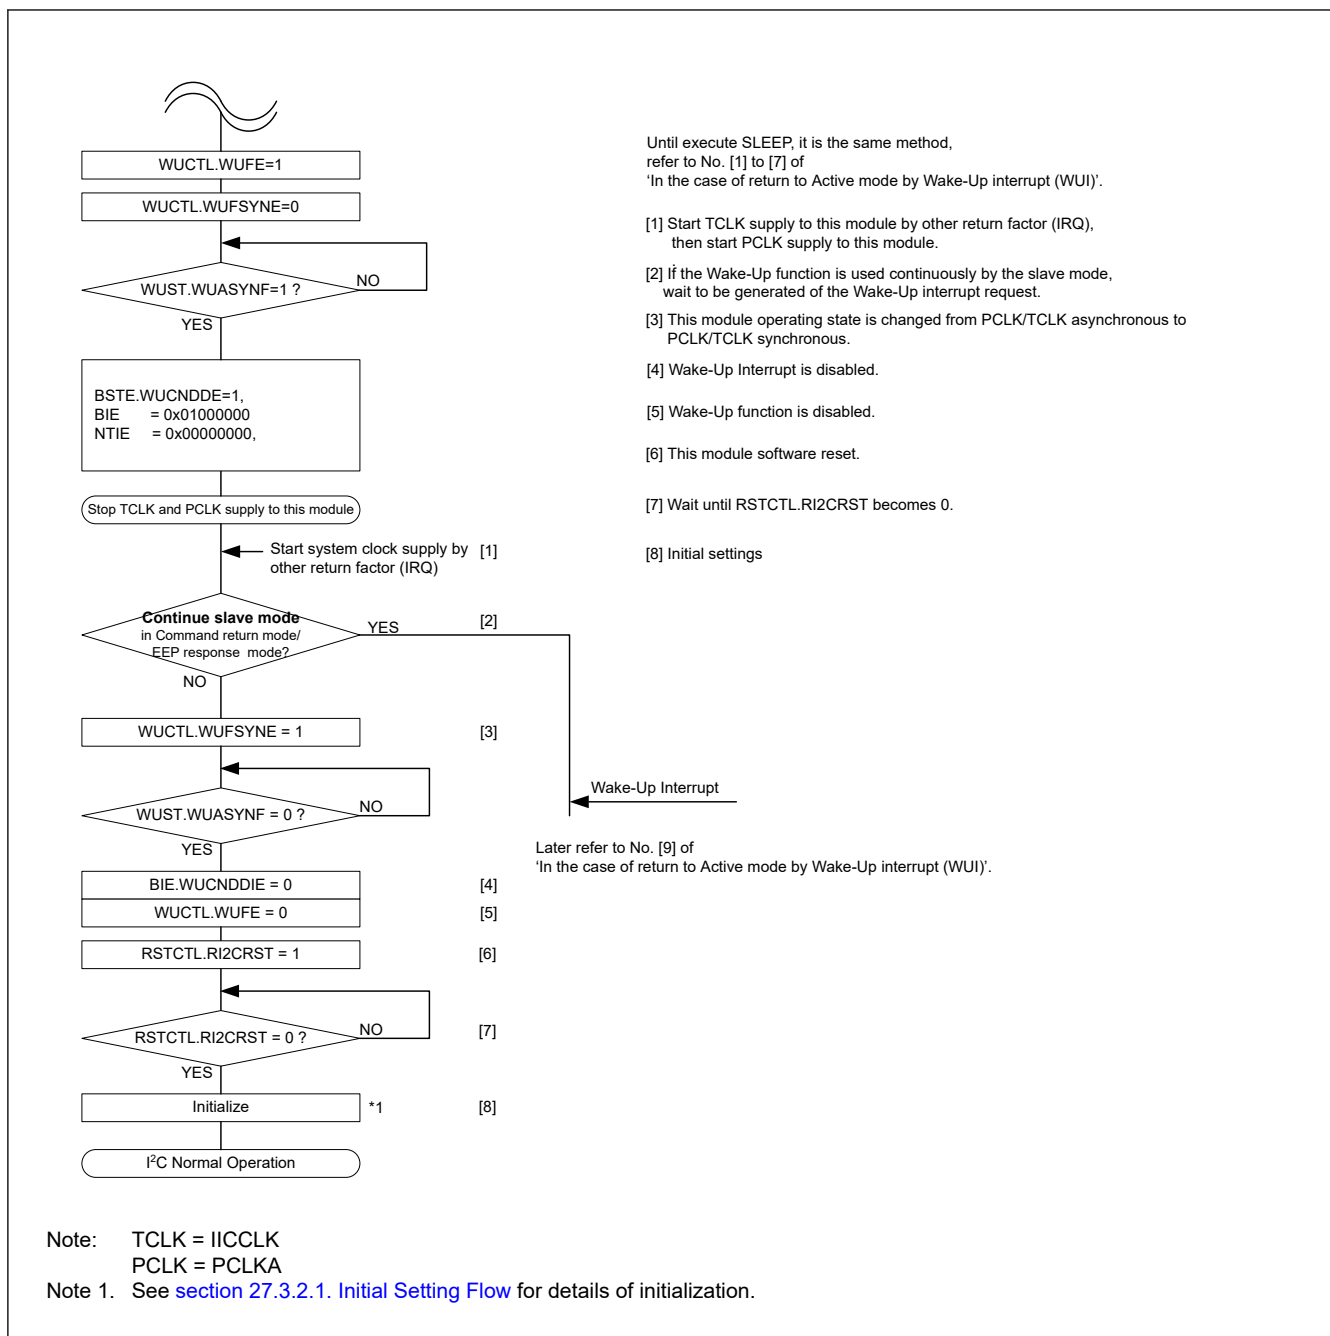 WUCTL.WUFE=1
WUCTL.WUFSYNE=0
WUST.WUASYNF=1 ?
NO
YES
BSTE.WUCNDDE=1,
BIE = 0x01000000
NTIE = 0x00000000,
Stop TCLK and PCLK supply to this module
Start system clock supply by [1]
other return factor (IRQ)
Continue slave mode
in Command return mode/
EEP response mode?
YES
[2]
NO
WUCTL.WUFSYNE = 1
[3]
WUST.WUASYNF = 0 ?
NO
YES
Wake-Up Interrupt
Later refer to No. [9] of
‘In the case of return to Active mode by Wake-Up interrupt (WUI)’.
BIE.WUCNDDIE = 0
[4]
WUCTL.WUFE = 0
[5]
RSTCTL.RI2CRST = 1
[6]
RSTCTL.RI2CRST = 0 ?
NO
[7]
YES
Initialize
*1
[8]
I²C Normal Operation
Until execute SLEEP, it is the same method,
refer to No. [1] to [7] of
‘In the case of return to Active mode by Wake-Up interrupt (WUI)’.
[1] Start TCLK supply to this module by other return factor (IRQ),
then start PCLK supply to this module.
[2] If the Wake-Up function is used continuously by the slave mode,
wait to be generated of the Wake-Up interrupt request.
[3] This module operating state is changed from PCLK/TCLK asynchronous to
PCLK/TCLK synchronous.
[4] Wake-Up Interrupt is disabled.
[5] Wake-Up function is disabled.
[6] This module software reset.
[7] Wait until RSTCTL.RI2CRST becomes 0.
[8] Initial settings
Note: TCLK = IICCLK
PCLK = PCLKA
Note 1. See section 27.3.2.1. Initial Setting Flow for details of initialization.